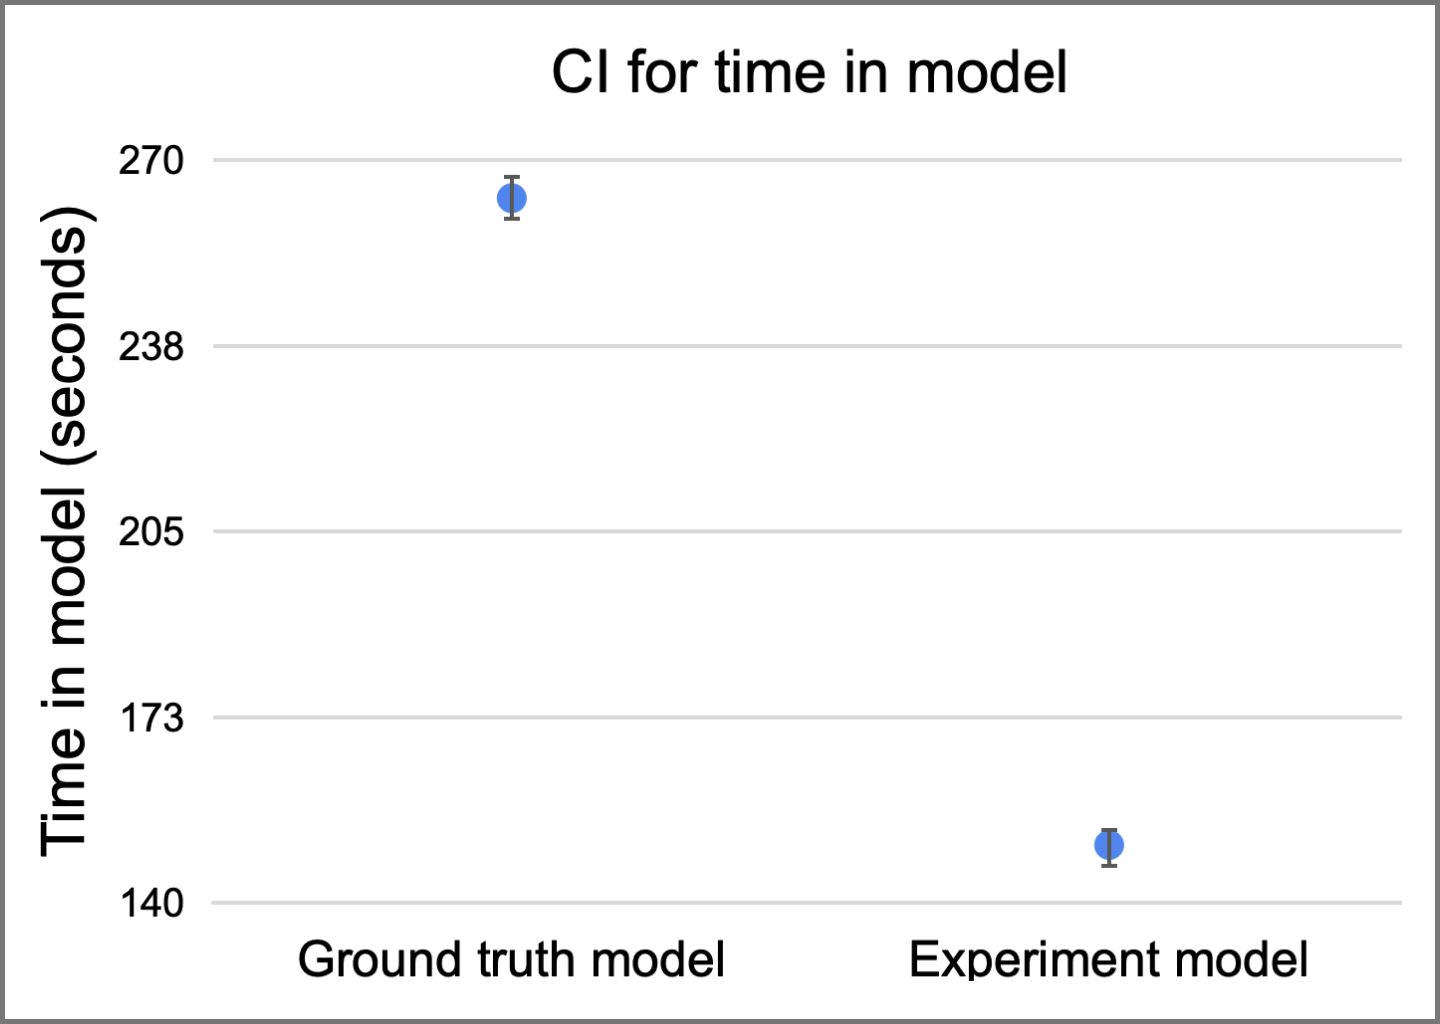 CI for time in model
Time in model (seconds)
270
238
205
173
140
Ground truth model
Experiment model